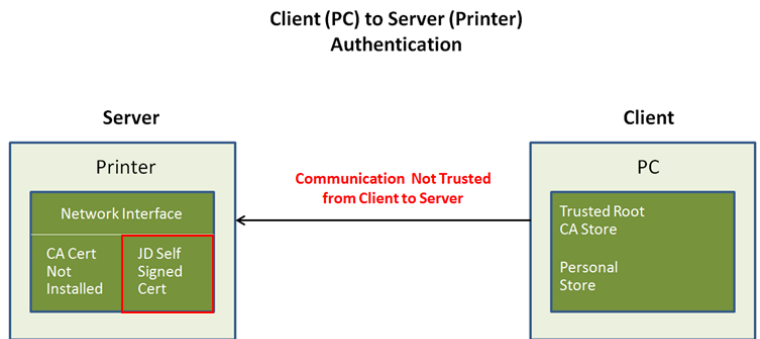 Client (PC) to Server (Printer)
Authentication
Server
Client
Printer
PC
Communication Not Trusted
from Client to Server
Network Interface
CA Cert
Not
Installed
JD Self
Signed
Cert
Trusted Root
CA Store
Personal
Store